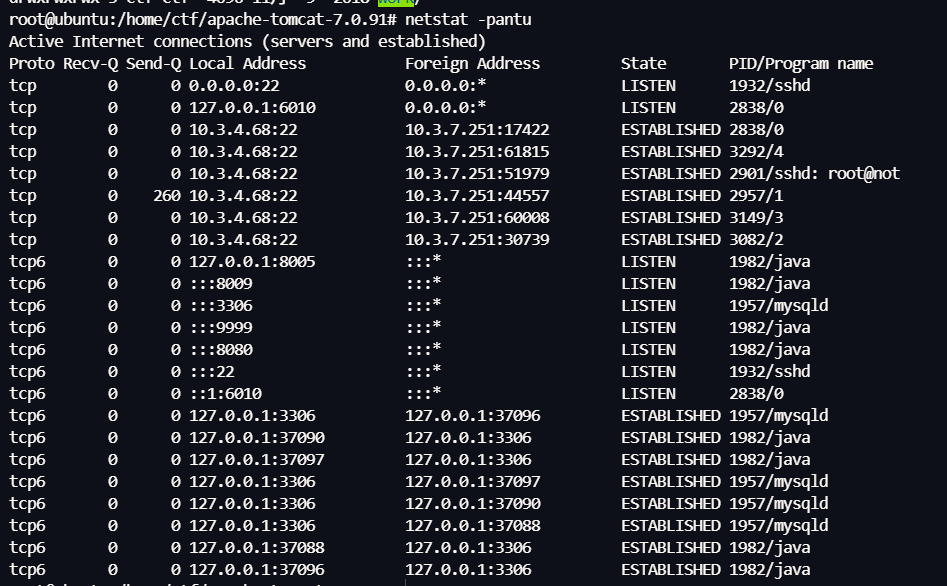 root@ubuntu:/home/ctf/apache-tomcat-7.0.91# netstat -pantu
Active Internet connections (servers and established)
Proto Recv-Q Send-Q Local Address           Foreign Address         State       PID/Program name
tcp        0      0 0.0.0.0:22              0.0.0.0:*               LISTEN      1932/sshd
tcp        0      0 127.0.0.1:6010          0.0.0.0:*               LISTEN      2838/0
tcp        0      0 10.3.4.68:22            10.3.7.251:17422        ESTABLISHED 2838/0
tcp        0      0 10.3.4.68:22            10.3.7.251:61815        ESTABLISHED 3292/4
tcp        0      0 10.3.4.68:22            10.3.7.251:51979        ESTABLISHED 2901/sshd: root@not
tcp        0    260 10.3.4.68:22            10.3.7.251:44557        ESTABLISHED 2957/1
tcp        0      0 10.3.4.68:22            10.3.7.251:60008        ESTABLISHED 3149/3
tcp        0      0 10.3.4.68:22            10.3.7.251:30739        ESTABLISHED 3082/2
tcp6       0      0 127.0.0.1:8005          :::*                    LISTEN      1982/java
tcp6       0      0 :::8009                 :::*                    LISTEN      1982/java
tcp6       0      0 :::3306                 :::*                    LISTEN      1957/mysqld
tcp6       0      0 :::9999                 :::*                    LISTEN      1982/java
tcp6       0      0 :::8080                 :::*                    LISTEN      1982/java
tcp6       0      0 :::22                   :::*                    LISTEN      1932/sshd
tcp6       0      0 ::1:6010                :::*                    LISTEN      2838/0
tcp6       0      0 127.0.0.1:3306          127.0.0.1:37096         ESTABLISHED 1957/mysqld
tcp6       0      0 127.0.0.1:37090         127.0.0.1:3306          ESTABLISHED 1982/java
tcp6       0      0 127.0.0.1:37097         127.0.0.1:3306          ESTABLISHED 1982/java
tcp6       0      0 127.0.0.1:3306          127.0.0.1:37097         ESTABLISHED 1957/mysqld
tcp6       0      0 127.0.0.1:3306          127.0.0.1:37090         ESTABLISHED 1957/mysqld
tcp6       0      0 127.0.0.1:3306          127.0.0.1:37088         ESTABLISHED 1957/mysqld
tcp6       0      0 127.0.0.1:37088         127.0.0.1:3306          ESTABLISHED 1982/java
tcp6       0      0 127.0.0.1:37096         127.0.0.1:3306          ESTABLISHED 1982/java